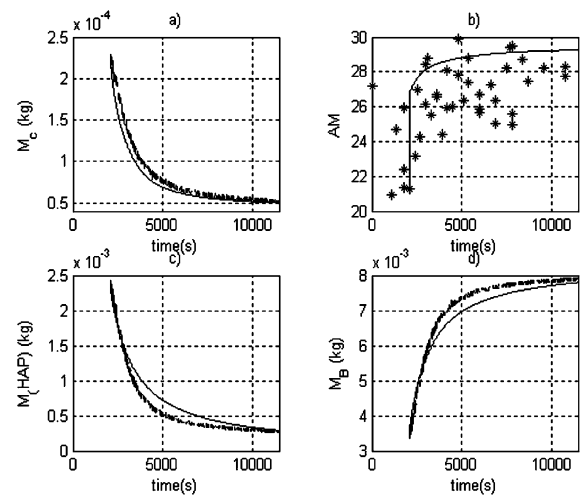 x 10⁻⁴ a) b)
2.5
2
1.5
1
0.5
M_c (kg)
0 5000 10000
time(s)
30
28
26
24
22
20
AM
0 5000 10000
time(s)
x 10⁻³ c)
2.5
2
1.5
1
0.5
0
M(,HAP) (kg)
0 5000 10000
time(s)
x 10⁻³ d)
8
7
6
5
4
3
M_B (kg)
0 5000 10000
time(s)